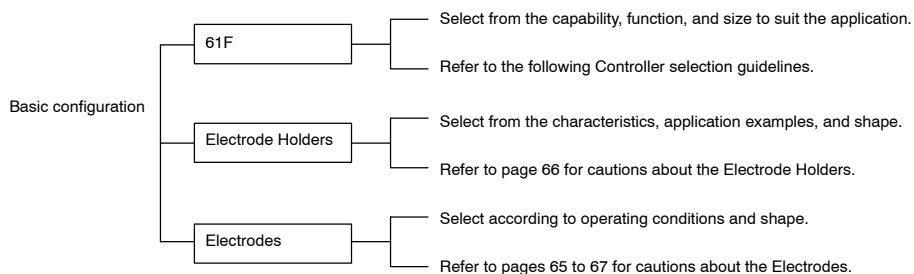 Select from the capability, function, and size to suit the application.
61F
Refer to the following Controller selection guidelines.
Basic configuration
Select from the characteristics, application examples, and shape.
Electrode Holders
Refer to page 66 for cautions about the Electrode Holders.
Select according to operating conditions and shape.
Electrodes
Refer to pages 65 to 67 for cautions about the Electrodes.